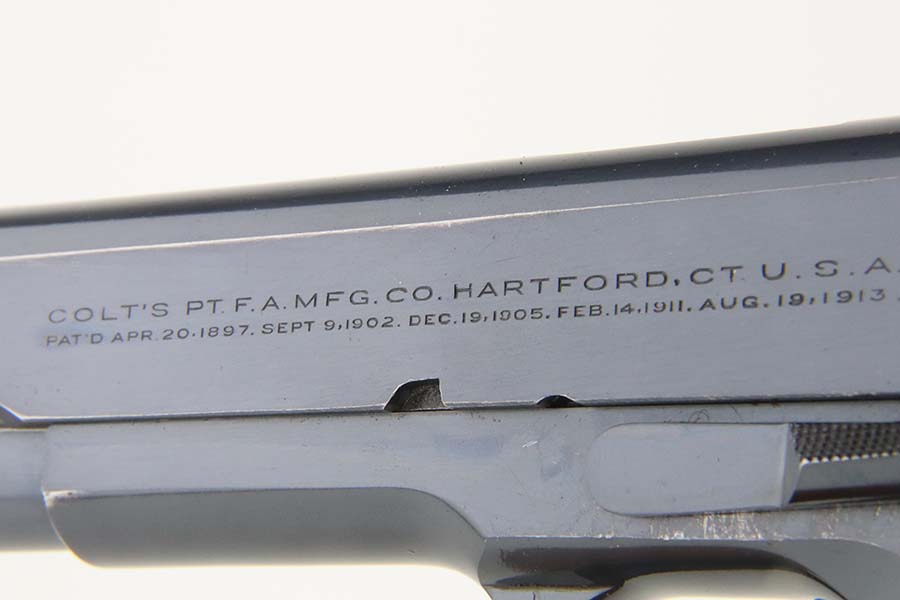 COLT'S PT. F. A. MFG. CO. HARTFORD, CT. U. S. A.
PAT'D APR. 20. 1897. SEPT 9, 1902. DEC. 19, 1905. FEB. 14, 1911. AUG. 19, 1913.